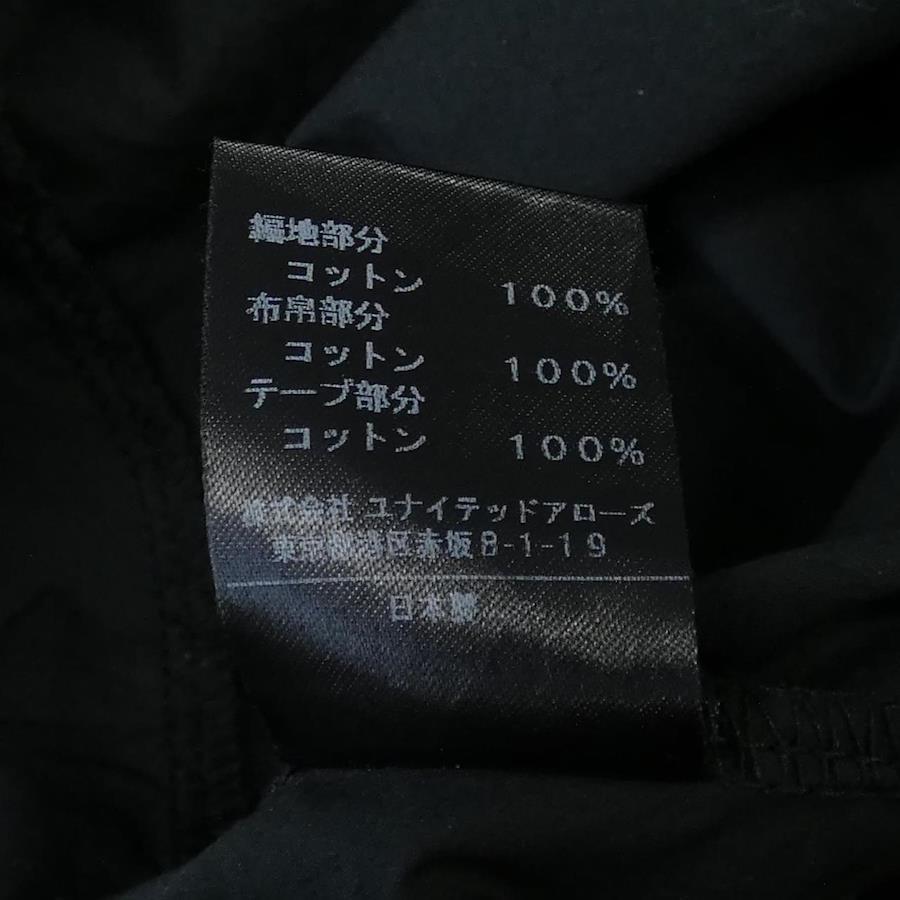 編地部分
コットン 100%
布帛部分
コットン 100%
テープ部分
コットン 100%
株式会社 ユナイテッドアローズ
東京都港区赤坂8-1-19
日本製